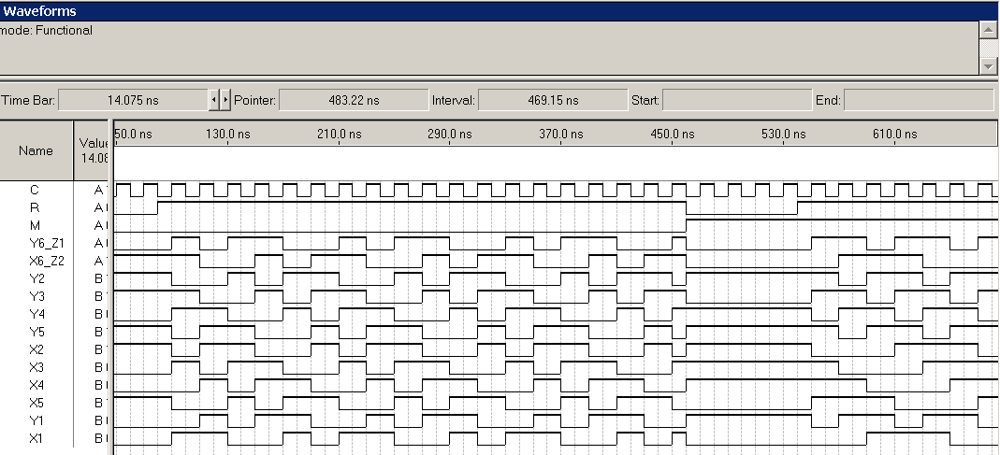 Waveforms
mode: Functional
Time Bar: 14.075 ns Pointer: 483.22 ns Interval: 469.15 ns Start: End:
Name Value 14.08 50.0 ns 130.0 ns 210.0 ns 290.0 ns 370.0 ns 450.0 ns 530.0 ns 610.0 ns
C A
R A
M A
Y6_Z1 A
X6_Z2 A
Y2 B
Y3 B
Y4 B
Y5 B
X2 B
X3 B
X4 B
X5 B
Y1 B
X1 B